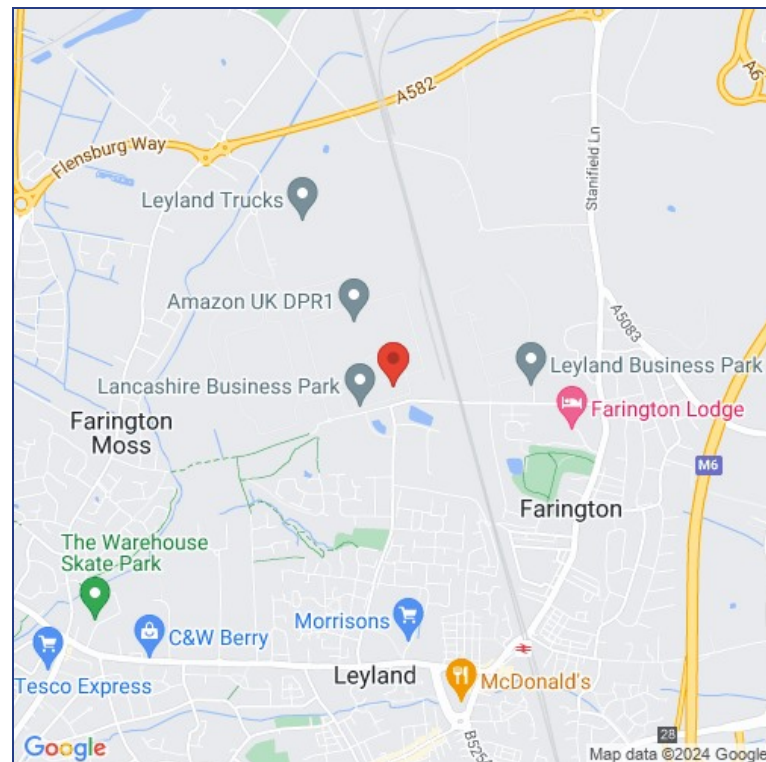 A582
A6
Flensburg Way
Stanifield Ln
Leyland Trucks
Amazon UK DPR1
A5083
Leyland Business Park
Lancashire Business Park
Farington Lodge
Farington
Moss
M6
Farington
The Warehouse
Skate Park
Morrisons
C&W Berry
Leyland
Tesco Express
McDonald's
28
B5254
Google
Map data ©2024 Google